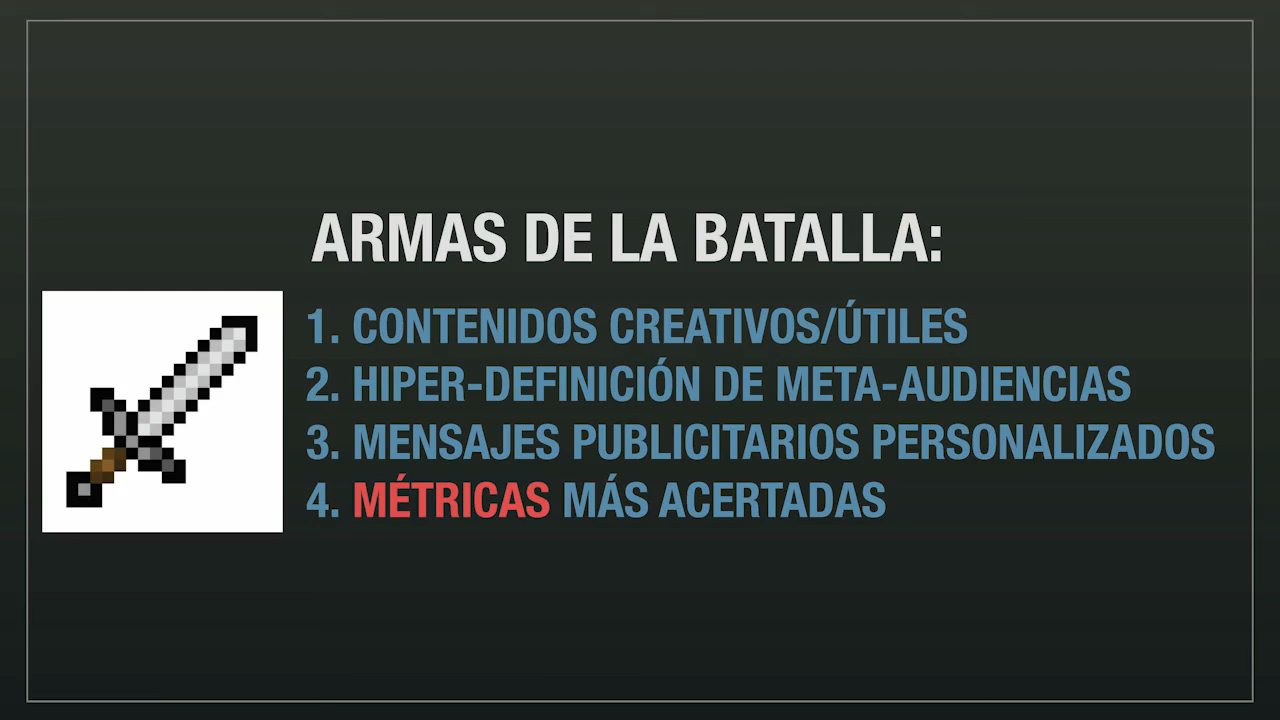 ARMAS DE LA BATALLA:
1. CONTENIDOS CREATIVOS/ÚTILES
2. HIPER-DEFINICIÓN DE META-AUDIENCIAS
3. MENSAJES PUBLICITARIOS PERSONALIZADOS
4. MÉTRICAS MÁS ACERTADAS